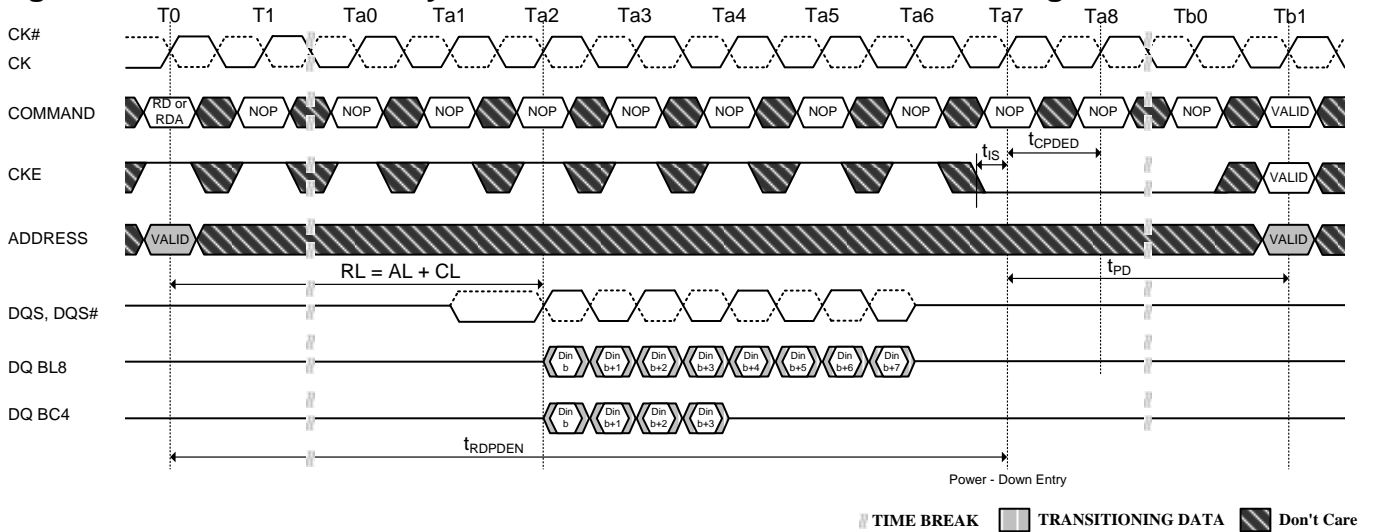 T0 T1 Ta0 Ta1 Ta2 Ta3 Ta4 Ta5 Ta6 Ta7 Ta8 Tb0 Tb1
CK#
CK
COMMAND RD or RDA NOP NOP NOP NOP NOP NOP NOP NOP NOP NOP NOP VALID
tIS tCPDED
CKE VALID
ADDRESS VALID VALID
RL = AL + CL tPD
DQS, DQS#
DQ BL8 Din b Din b+1 Din b+2 Din b+3 Din b+4 Din b+5 Din b+6 Din b+7
DQ BC4 Din b Din b+1 Din b+2 Din b+3
tRDPDEN
Power - Down Entry
TIME BREAK TRANSITIONING DATA Don't Care